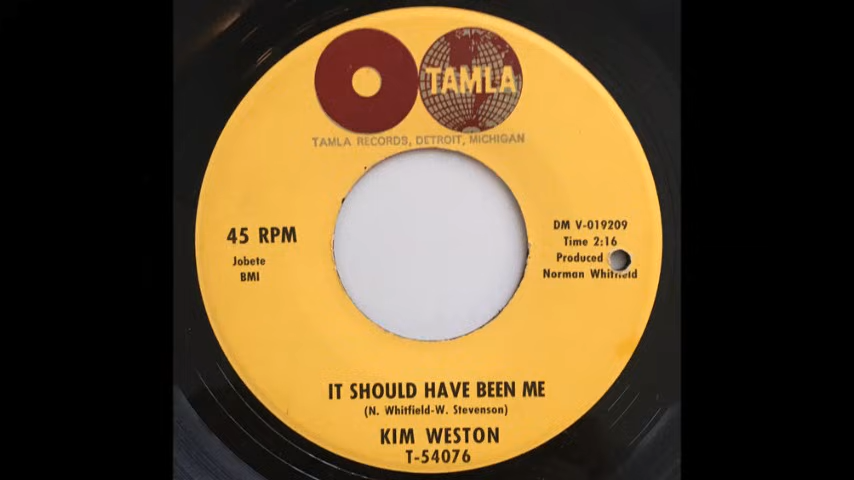 TAMLA
TAMLA RECORDS, DETROIT, MICHIGAN
45 RPM
Jobete
BMI
DM V-019209
Time 2:16
Produced
Norman Whitfield
IT SHOULD HAVE BEEN ME
(N. Whitfield-W. Stevenson)
KIM WESTON
T-54076